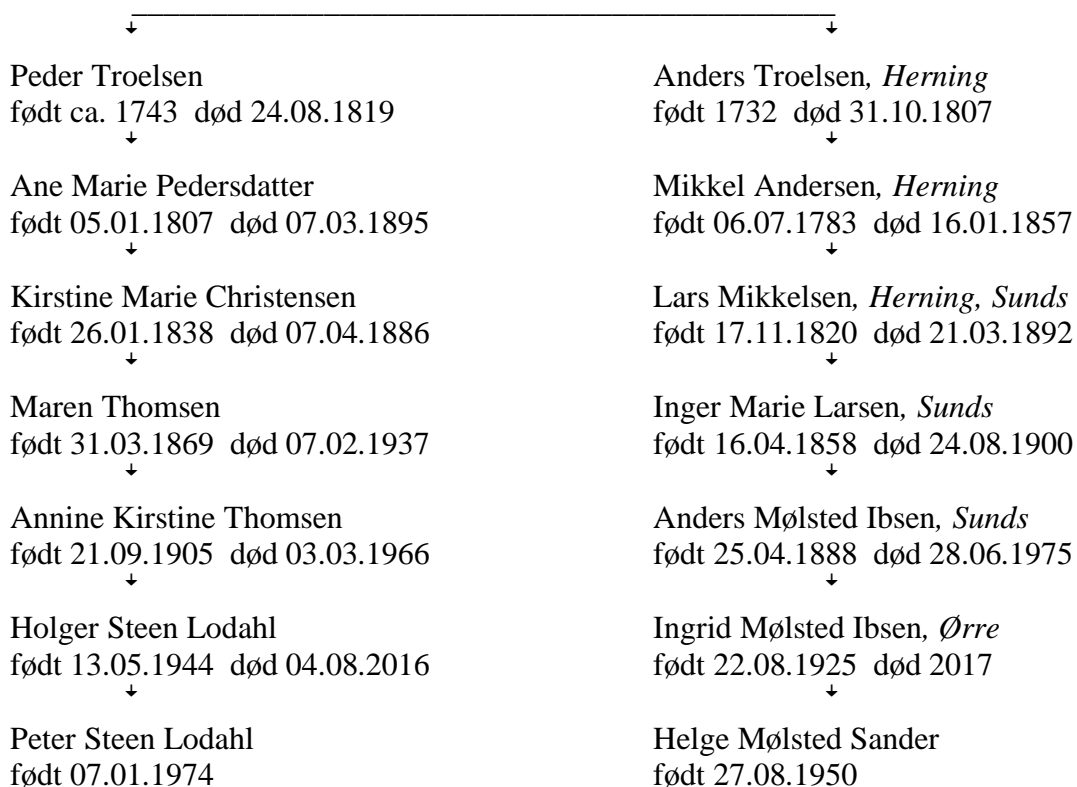 Peder Troelsen
født ca. 1743 død 24.08.1819
Ane Marie Pedersdatter
født 05.01.1807 død 07.03.1895
Kirstine Marie Christensen
født 26.01.1838 død 07.04.1886
Maren Thomsen
født 31.03.1869 død 07.02.1937
Annine Kirstine Thomsen
født 21.09.1905 død 03.03.1966
Holger Steen Lodahl
født 13.05.1944 død 04.08.2016
Peter Steen Lodahl
født 07.01.1974
Anders Troelsen, Herning
født 1732 død 31.10.1807
Mikkel Andersen, Herning
født 06.07.1783 død 16.01.1857
Lars Mikkelsen, Herning, Sunds
født 17.11.1820 død 21.03.1892
Inger Marie Larsen, Sunds
født 16.04.1858 død 24.08.1900
Anders Mølsted Ibsen, Sunds
født 25.04.1888 død 28.06.1975
Ingrid Mølsted Ibsen, Ørre
født 22.08.1925 død 2017
Helge Mølsted Sander
født 27.08.1950